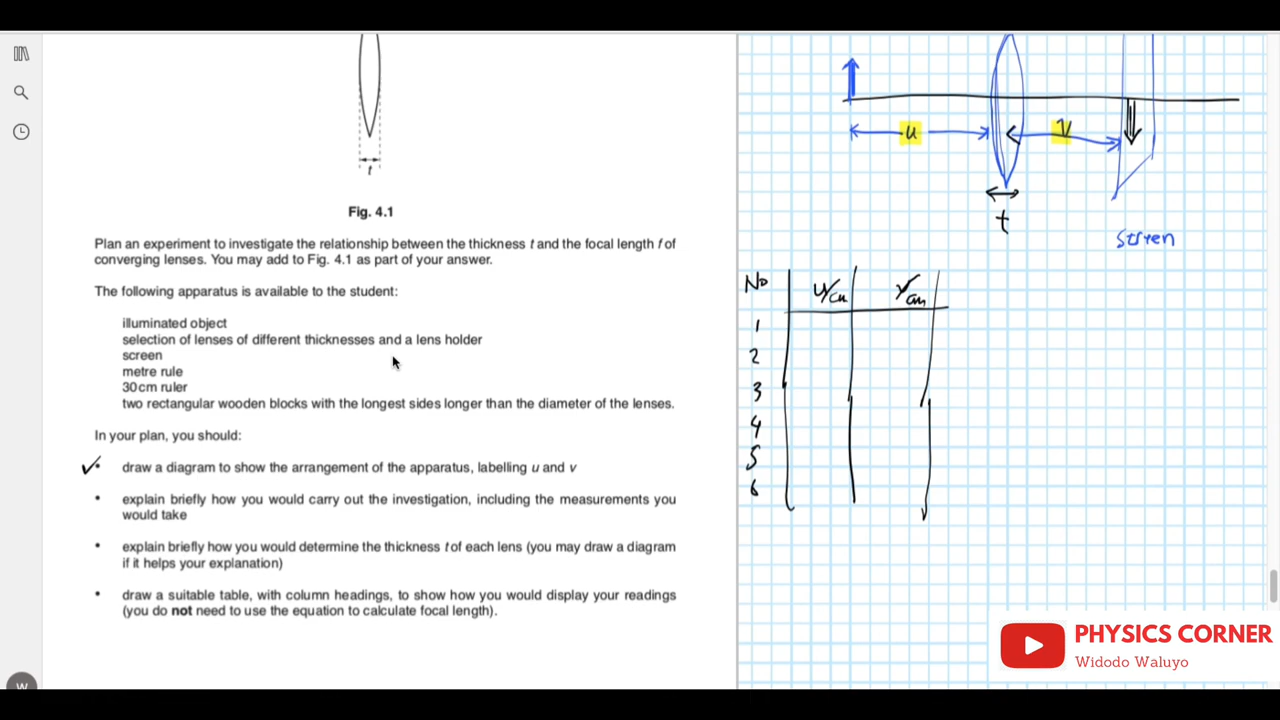 t
Fig. 4.1
Plan an experiment to investigate the relationship between the thickness t and the focal length f of
converging lenses. You may add to Fig. 4.1 as part of your answer.
The following apparatus is available to the student:
illuminated object
selection of lenses of different thicknesses and a lens holder
screen
metre rule
30 cm ruler
two rectangular wooden blocks with the longest sides longer than the diameter of the lenses.
In your plan, you should:
• draw a diagram to show the arrangement of the apparatus, labelling u and v
• explain briefly how you would carry out the investigation, including the measurements you
would take
• explain briefly how you would determine the thickness t of each lens (you may draw a diagram
if it helps your explanation)
• draw a suitable table, with column headings, to show how you would display your readings
(you do not need to use the equation to calculate focal length).
W
u
V
t
screen
No u/cm v/cm
1
2
3
4
5
6
PHYSICS CORNER
Widodo Waluyo